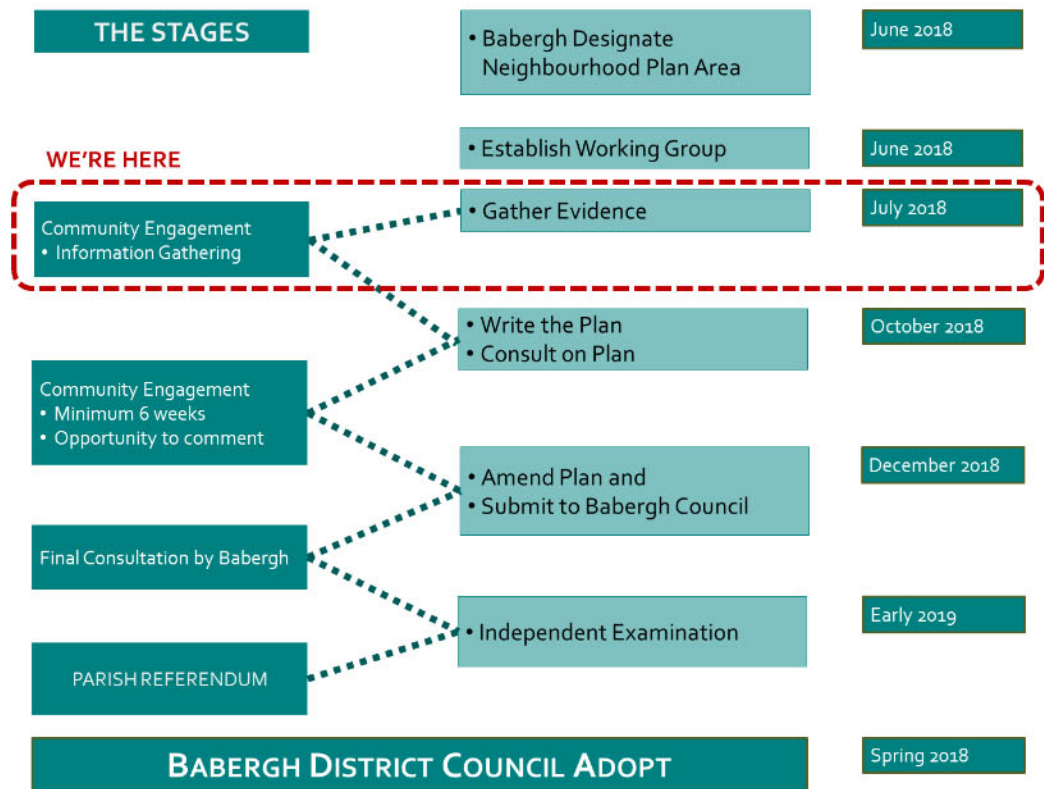 THE STAGES
• Babergh Designate
Neighbourhood Plan Area
June 2018
WE'RE HERE
• Establish Working Group
June 2018
Community Engagement
• Information Gathering
• Gather Evidence
July 2018
• Write the Plan
• Consult on Plan
October 2018
Community Engagement
• Minimum 6 weeks
• Opportunity to comment
• Amend Plan and
• Submit to Babergh Council
December 2018
Final Consultation by Babergh
• Independent Examination
Early 2019
PARISH REFERENDUM
BABERGH DISTRICT COUNCIL ADOPT
Spring 2018